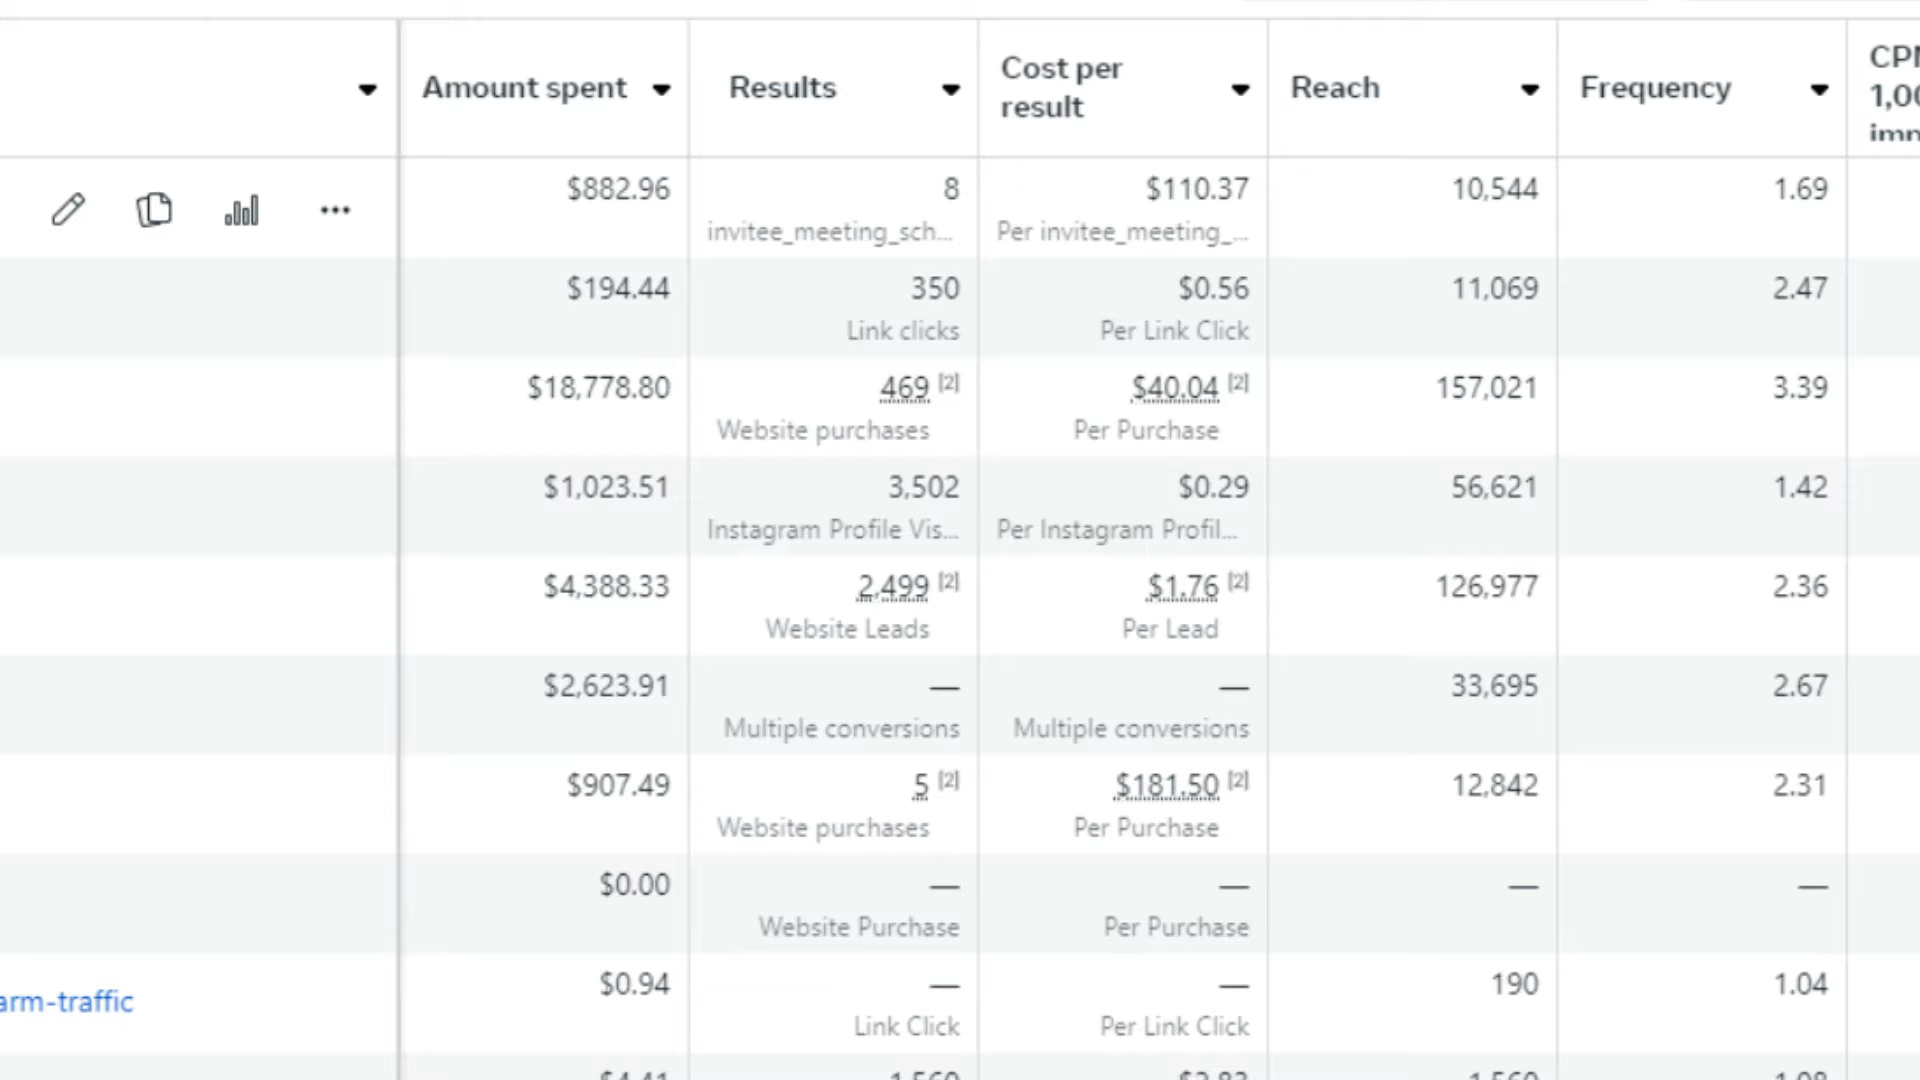 Amount spent
Results
Cost per
result
Reach
Frequency
1,00
$882.96 8 $110.37 10,544 1.69
invitee_meeting_sch... Per invitee_meeting_...
$194.44 350 $0.56 11,069 2.47
Link clicks Per Link Click
$18,778.80 469 [2] $40.04 [2] 157,021 3.39
Website purchases Per Purchase
$1,023.51 3,502 $0.29 56,621 1.42
Instagram Profile Vis... Per Instagram Profil...
$4,388.33 2,499 [2] $1.76 [2] 126,977 2.36
Website Leads Per Lead
$2,623.91 — — 33,695 2.67
Multiple conversions Multiple conversions
$907.49 5 [2] $181.50 [2] 12,842 2.31
Website purchases Per Purchase
$0.00 — — — —
Website Purchase Per Purchase
arm-traffic $0.94 — — 190 1.04
Link Click Per Link Click